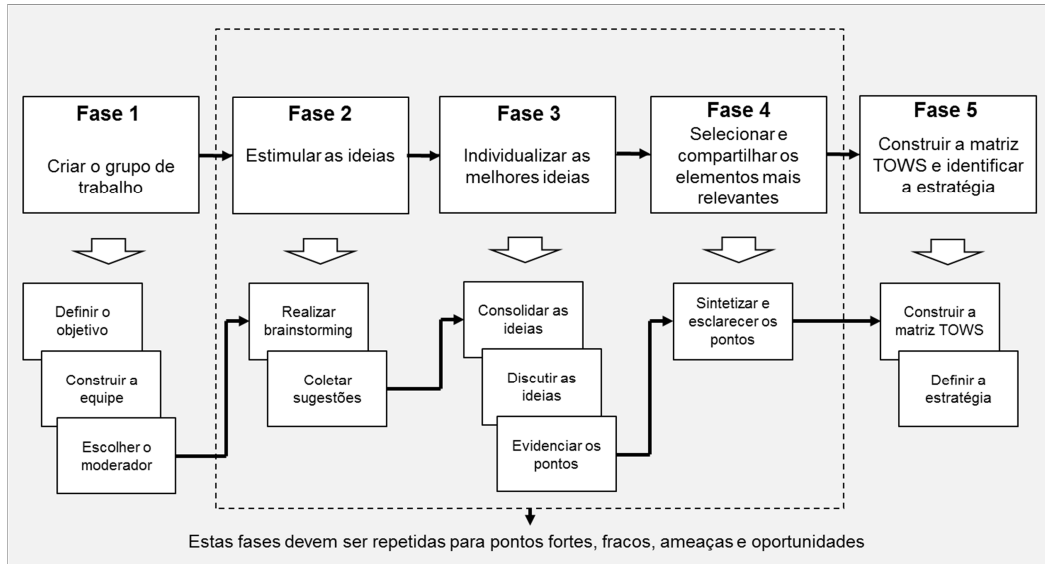 Fase 1
Criar o grupo de
trabalho
Fase 2
Estimular as ideias
Fase 3
Individualizar as
melhores ideias
Fase 4
Selecionar e
compartilhar os
elementos mais
relevantes
Fase 5
Construir a matriz
TOWS e identificar
a estratégia
Definir o
objetivo
Construir a
equipe
Escolher o
moderador
Realizar
brainstorming
Coletar
sugestões
Consolidar as
ideias
Discutir as
ideias
Evidenciar os
pontos
Sintetizar e
esclarecer os
pontos
Construir a
matriz TOWS
Definir a
estratégia
Estas fases devem ser repetidas para pontos fortes, fracos, ameaças e oportunidades